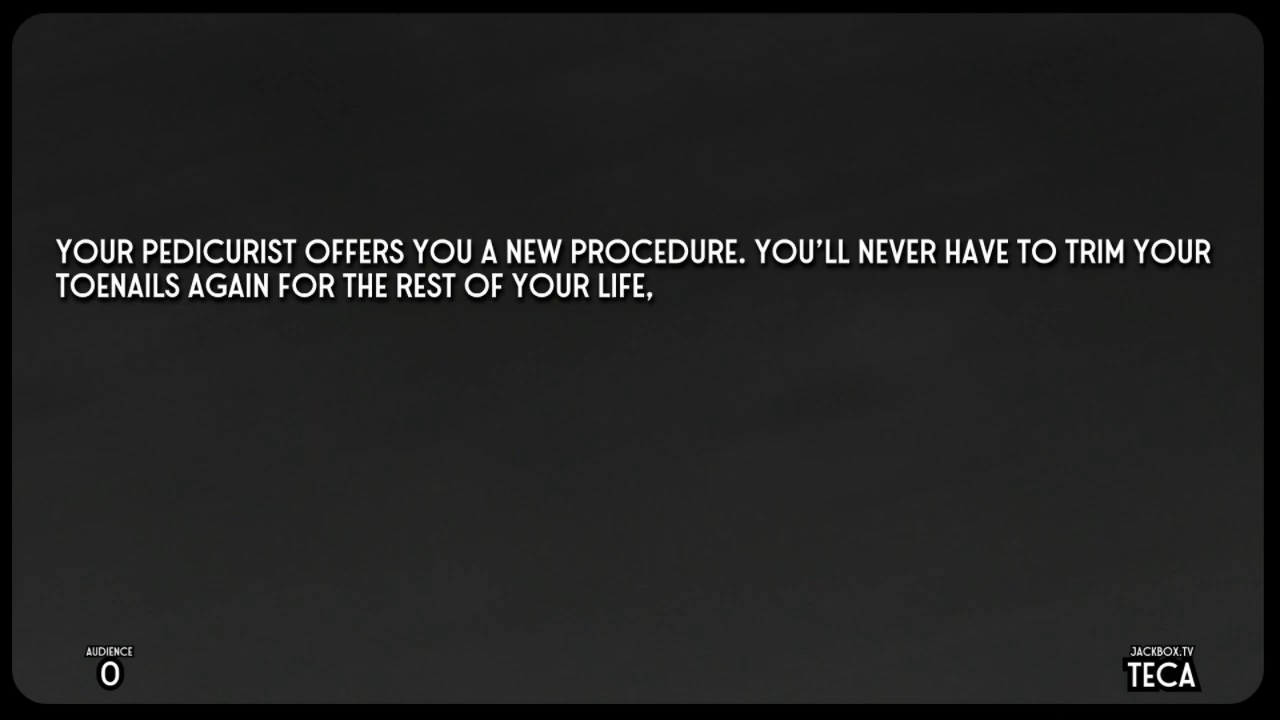 YOUR PEDICURIST OFFERS YOU A NEW PROCEDURE. YOU'LL NEVER HAVE TO TRIM YOUR
TOENAILS AGAIN FOR THE REST OF YOUR LIFE,
AUDIENCE
0
JACKBOX.TV
TECA